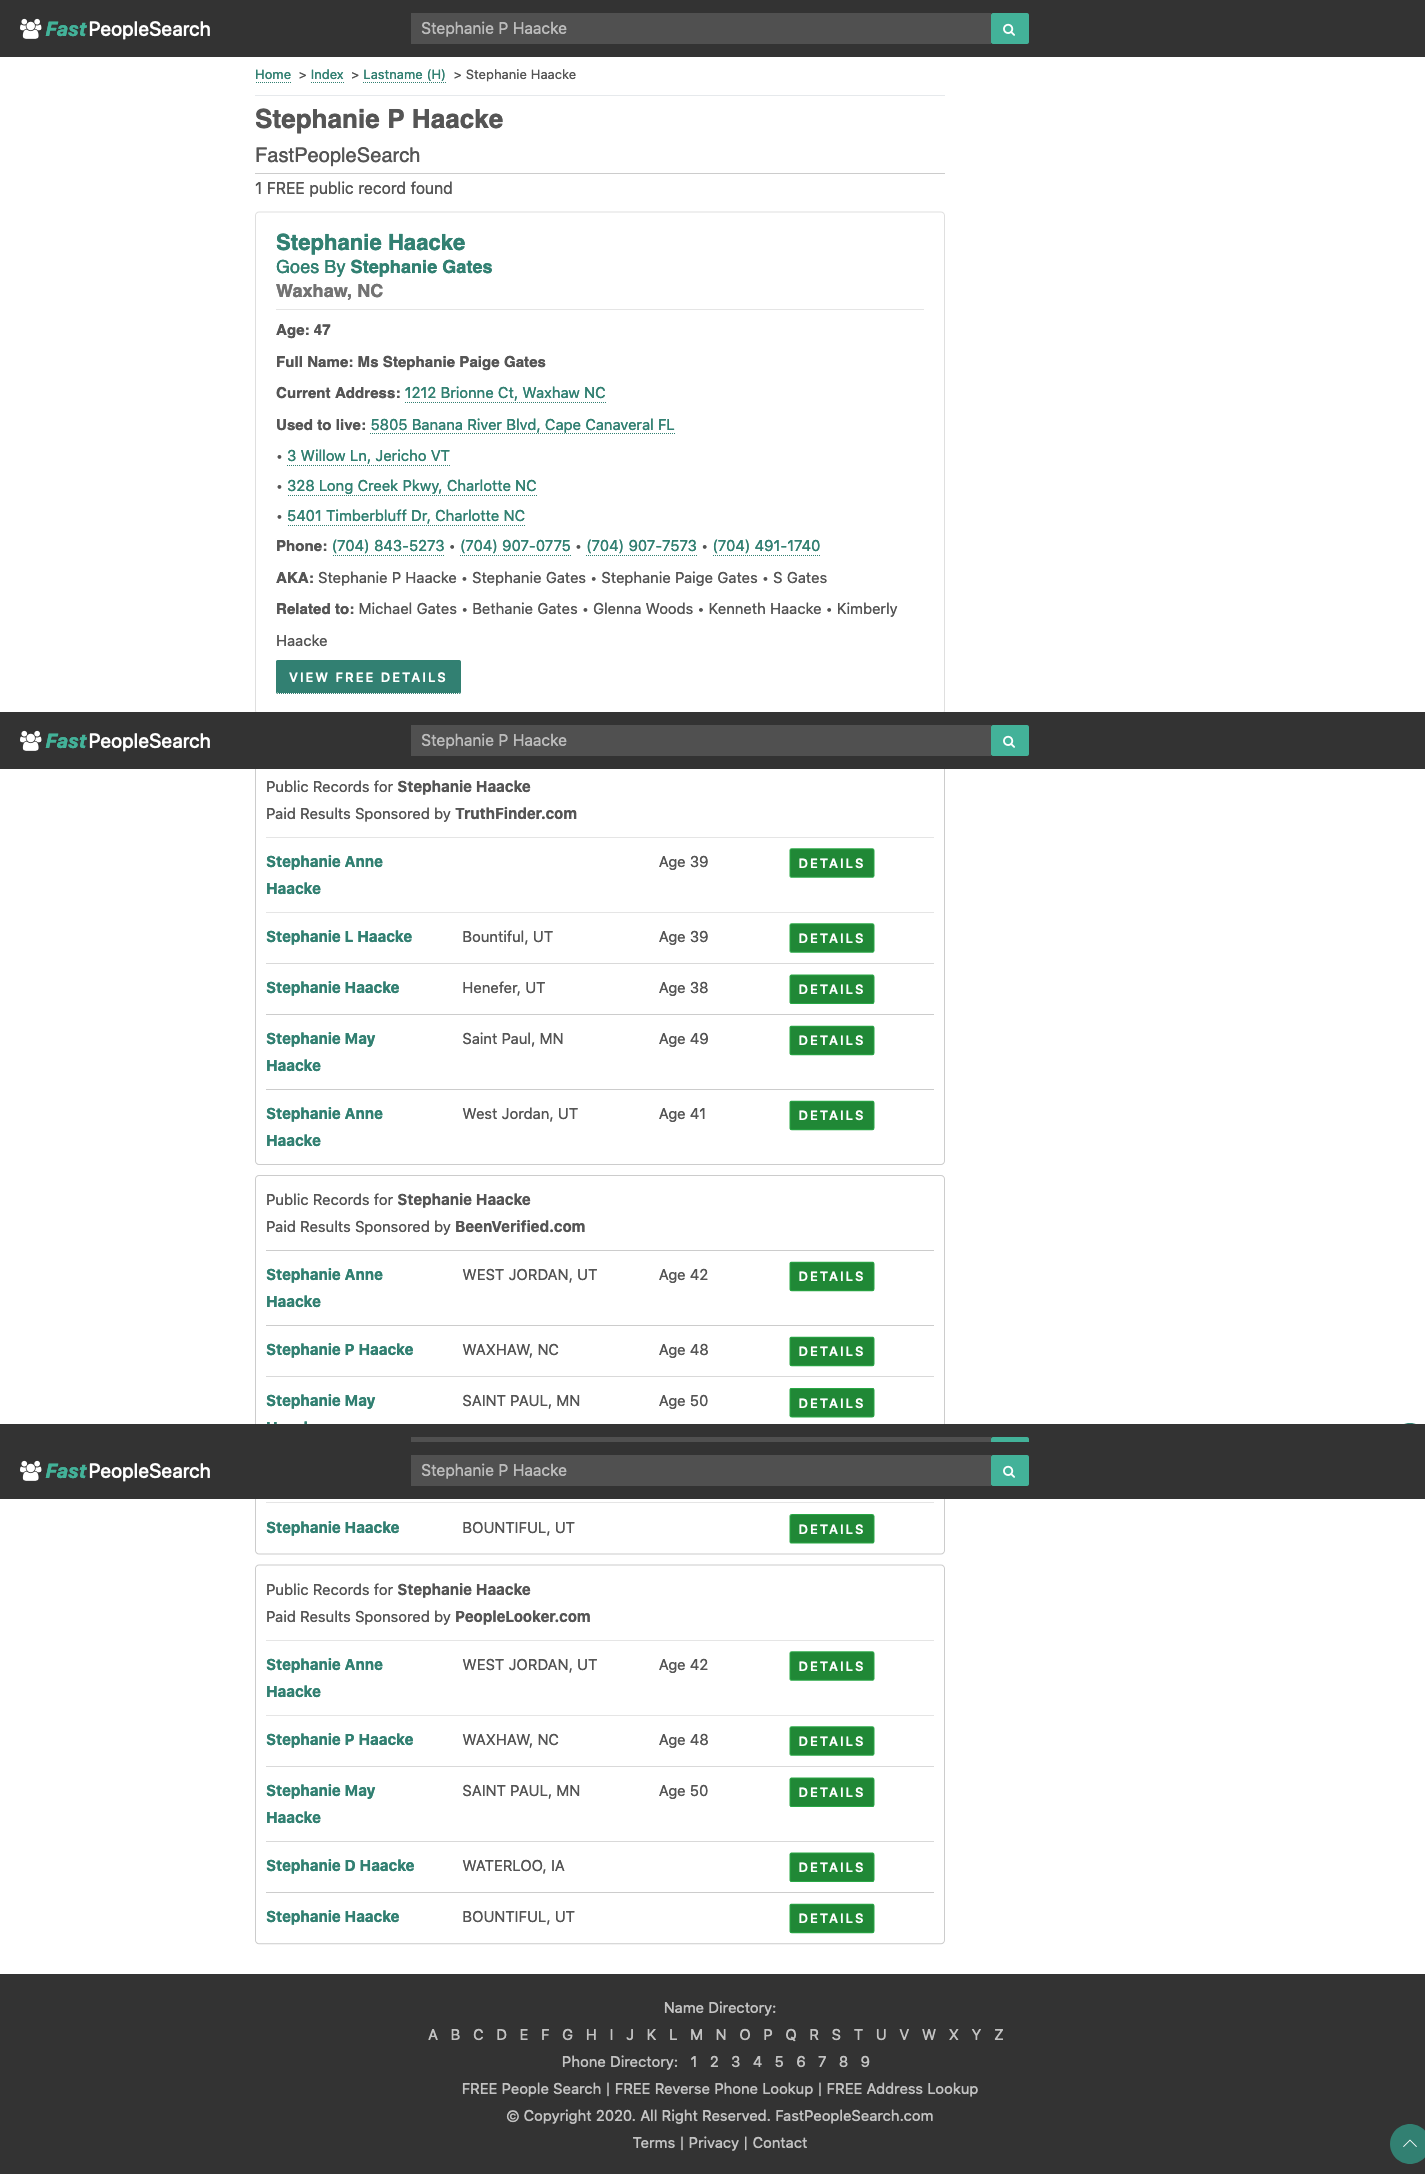 FastPeopleSearch
Stephanie P Haacke
Home > Index > Lastname (H) > Stephanie Haacke
Stephanie P Haacke
FastPeopleSearch
1 FREE public record found
Stephanie Haacke
Goes By Stephanie Gates
Waxhaw, NC
Age: 47
Full Name: Ms Stephanie Paige Gates
Current Address: 1212 Brionne Ct, Waxhaw NC
Used to live: 5805 Banana River Blvd, Cape Canaveral FL
• 3 Willow Ln, Jericho VT
• 328 Long Creek Pkwy, Charlotte NC
• 5401 Timberbluff Dr, Charlotte NC
Phone: (704) 843-5273 • (704) 907-0775 • (704) 907-7573 • (704) 491-1740
AKA: Stephanie P Haacke • Stephanie Gates • Stephanie Paige Gates • S Gates
Related to: Michael Gates • Bethanie Gates • Glenna Woods • Kenneth Haacke • Kimberly
Haacke
VIEW FREE DETAILS
FastPeopleSearch
Stephanie P Haacke
Public Records for Stephanie Haacke
Paid Results Sponsored by TruthFinder.com
Stephanie Anne Age 39 DETAILS
Haacke
Stephanie L Haacke Bountiful, UT Age 39 DETAILS
Stephanie Haacke Henefer, UT Age 38 DETAILS
Stephanie May Saint Paul, MN Age 49 DETAILS
Haacke
Stephanie Anne West Jordan, UT Age 41 DETAILS
Haacke
Public Records for Stephanie Haacke
Paid Results Sponsored by BeenVerified.com
Stephanie Anne WEST JORDAN, UT Age 42 DETAILS
Haacke
Stephanie P Haacke WAXHAW, NC Age 48 DETAILS
Stephanie May SAINT PAUL, MN Age 50 DETAILS
FastPeopleSearch
Stephanie P Haacke
Stephanie Haacke BOUNTIFUL, UT DETAILS
Public Records for Stephanie Haacke
Paid Results Sponsored by PeopleLooker.com
Stephanie Anne WEST JORDAN, UT Age 42 DETAILS
Haacke
Stephanie P Haacke WAXHAW, NC Age 48 DETAILS
Stephanie May SAINT PAUL, MN Age 50 DETAILS
Haacke
Stephanie D Haacke WATERLOO, IA DETAILS
Stephanie Haacke BOUNTIFUL, UT DETAILS
Name Directory:
A B C D E F G H I J K L M N O P Q R S T U V W X Y Z
Phone Directory: 1 2 3 4 5 6 7 8 9
FREE People Search | FREE Reverse Phone Lookup | FREE Address Lookup
© Copyright 2020. All Right Reserved. FastPeopleSearch.com
Terms | Privacy | Contact